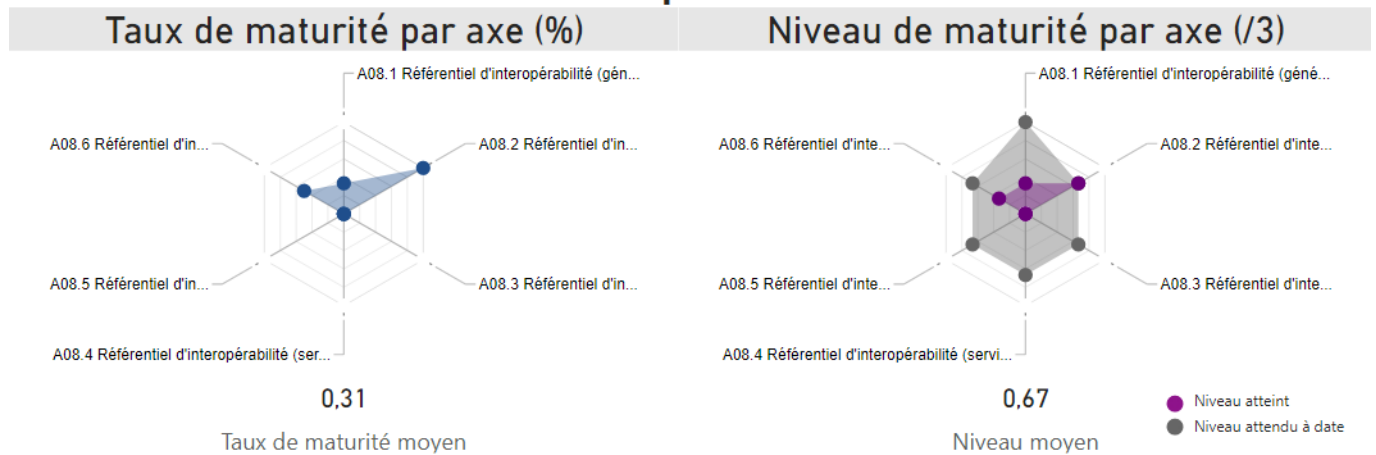 Taux de maturité par axe (%)
Niveau de maturité par axe (/3)
A08.1 Référentiel d'interopérabilité (gén...
A08.6 Référentiel d'in...
A08.2 Référentiel d'in...
A08.5 Référentiel d'in...
A08.3 Référentiel d'in...
A08.4 Référentiel d'interopérabilité (ser...
0,31
Taux de maturité moyen
A08.1 Référentiel d'interopérabilité (géné...
A08.6 Référentiel d'inte...
A08.2 Référentiel d'inte...
A08.5 Référentiel d'inte...
A08.3 Référentiel d'inte...
A08.4 Référentiel d'interopérabilité (servi...
0,67
Niveau moyen
Niveau atteint
Niveau attendu à date